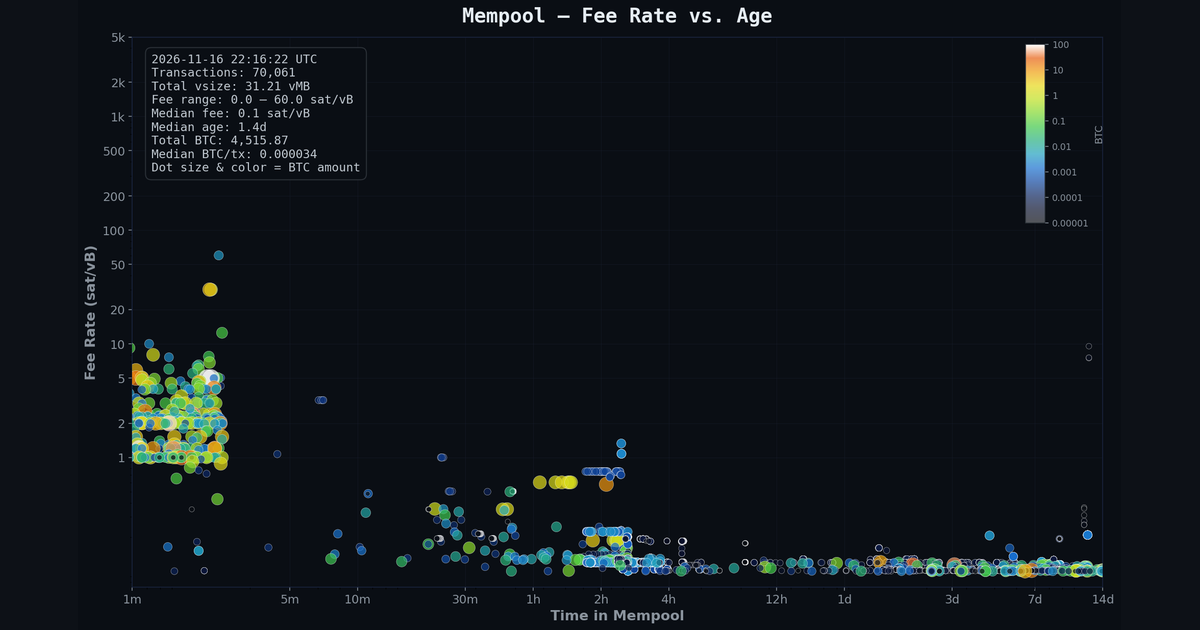 Mempool — Fee Rate vs. Age
2026-11-16 22:16:22 UTC
Transactions: 70,061
Total vsize: 31.21 vMB
Fee range: 0.0 – 60.0 sat/vB
Median fee: 0.1 sat/vB
Median age: 1.4d
Total BTC: 4,515.87
Median BTC/tx: 0.000034
Dot size & color = BTC amount
Fee Rate (sat/vB)
5k
2k
1k
500
200
100
50
20
10
5
2
1
100
10
1
0.1
0.01
0.001
0.0001
0.00001
BTC
1m 5m 10m 30m 1h 2h 4h 12h 1d 3d 7d 14d
Time in Mempool